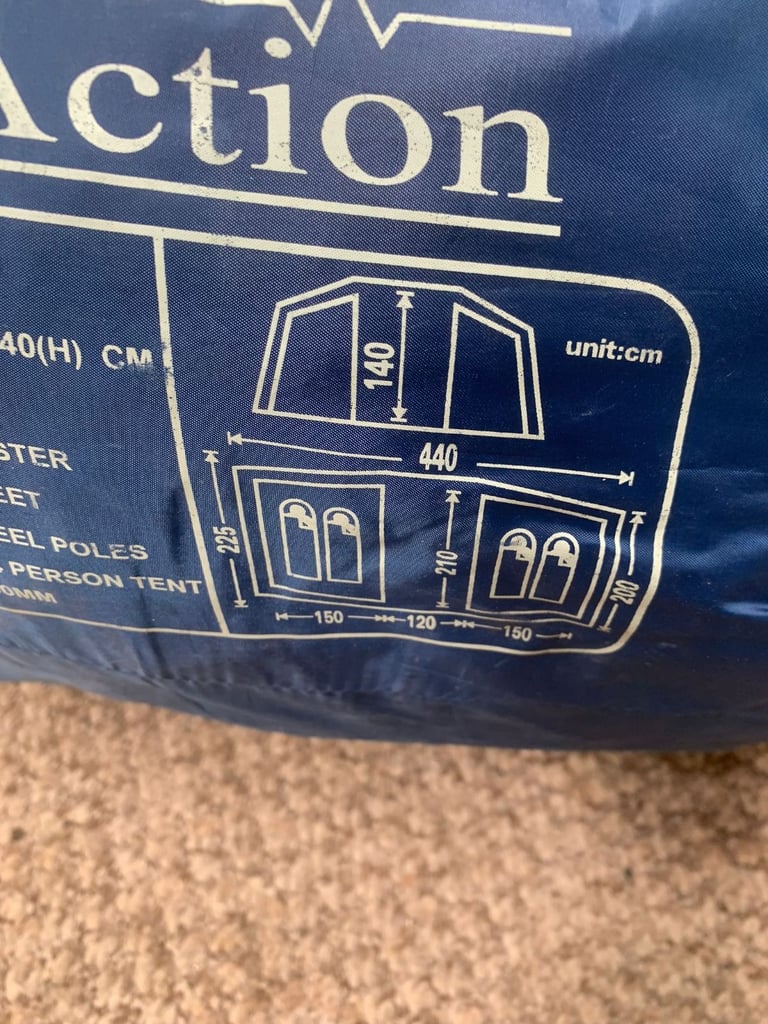 Action
40(H) CM
STER
EET
EEL POLES
PERSON TENT
0MM
unit:cm
140
440
225
210
200
150
120
150